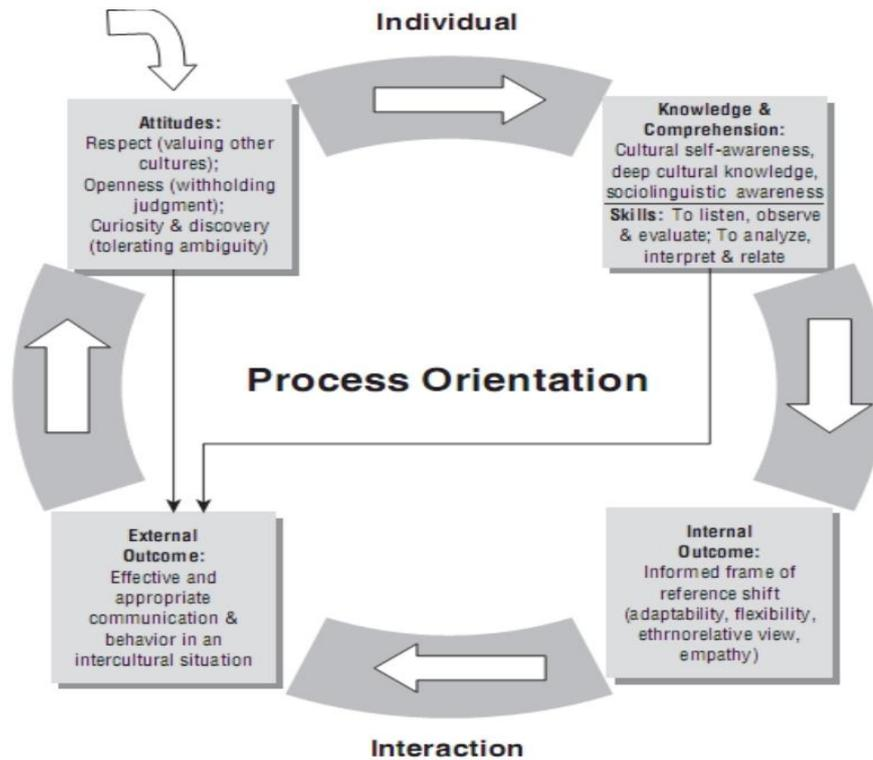 Individual
Attitudes:
Respect (valuing other
cultures);
Openness (withholding
judgment);
Curiosity & discovery
(tolerating ambiguity)
Knowledge &
Comprehension:
Cultural self-awareness,
deep cultural knowledge,
sociolinguistic awareness
Skills: To listen, observe
& evaluate; To analyze,
interpret & relate
Process Orientation
External
Outcome:
Effective and
appropriate
communication &
behavior in an
intercultural situation
Internal
Outcome:
Informed frame of
reference shift
(adaptability, flexibility,
ethrnorelative view,
empathy)
Interaction